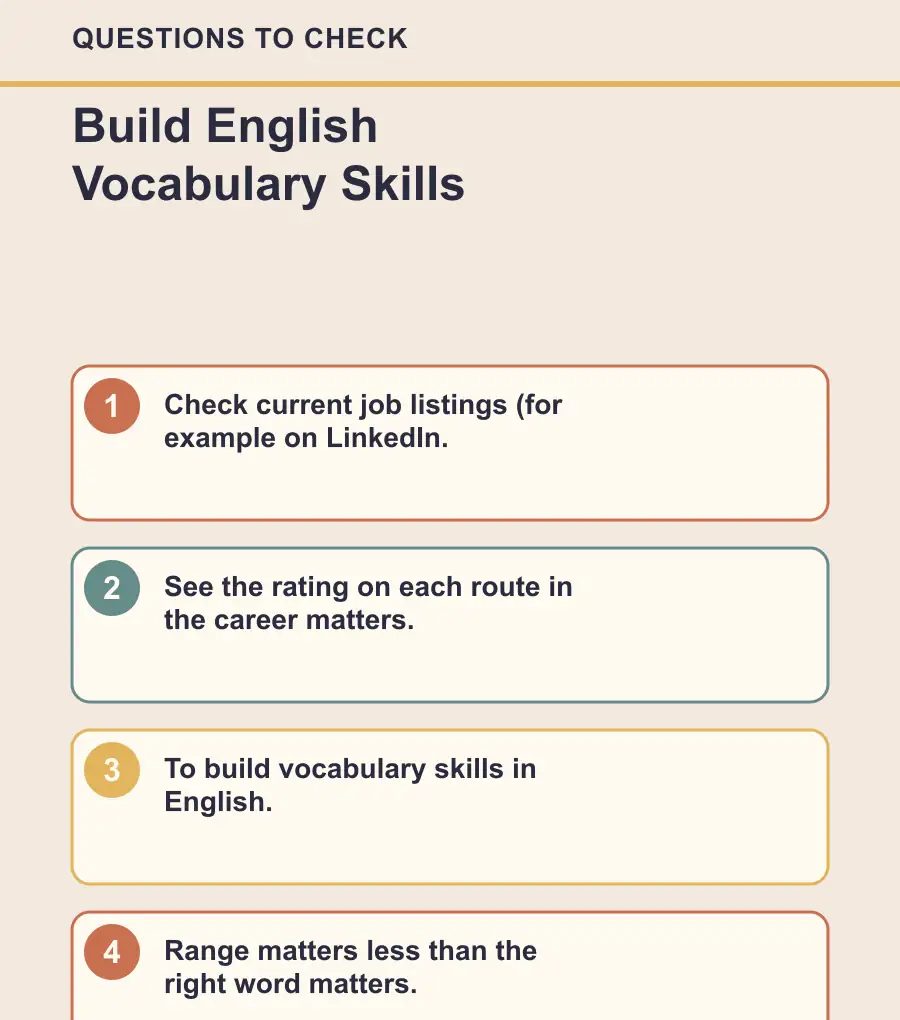 QUESTIONS TO CHECK
Build English
Vocabulary Skills
1
Check current job listings (for
example on LinkedIn.
2
See the rating on each route in
the career matters.
3
To build vocabulary skills in
English.
4
Range matters less than the
right word matters.